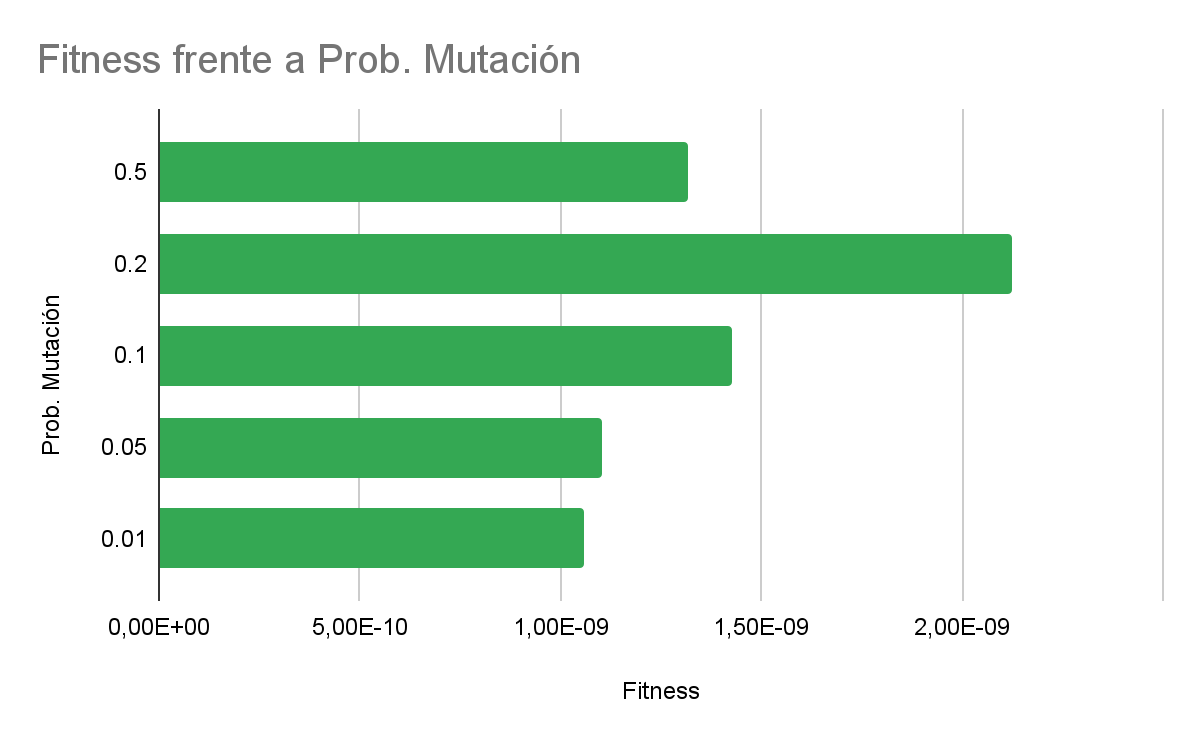 Fitness frente a Prob. Mutación
Prob. Mutación
0.5
0.2
0.1
0.05
0.01
0,00E+00 5,00E-10 1,00E-09 1,50E-09 2,00E-09
Fitness